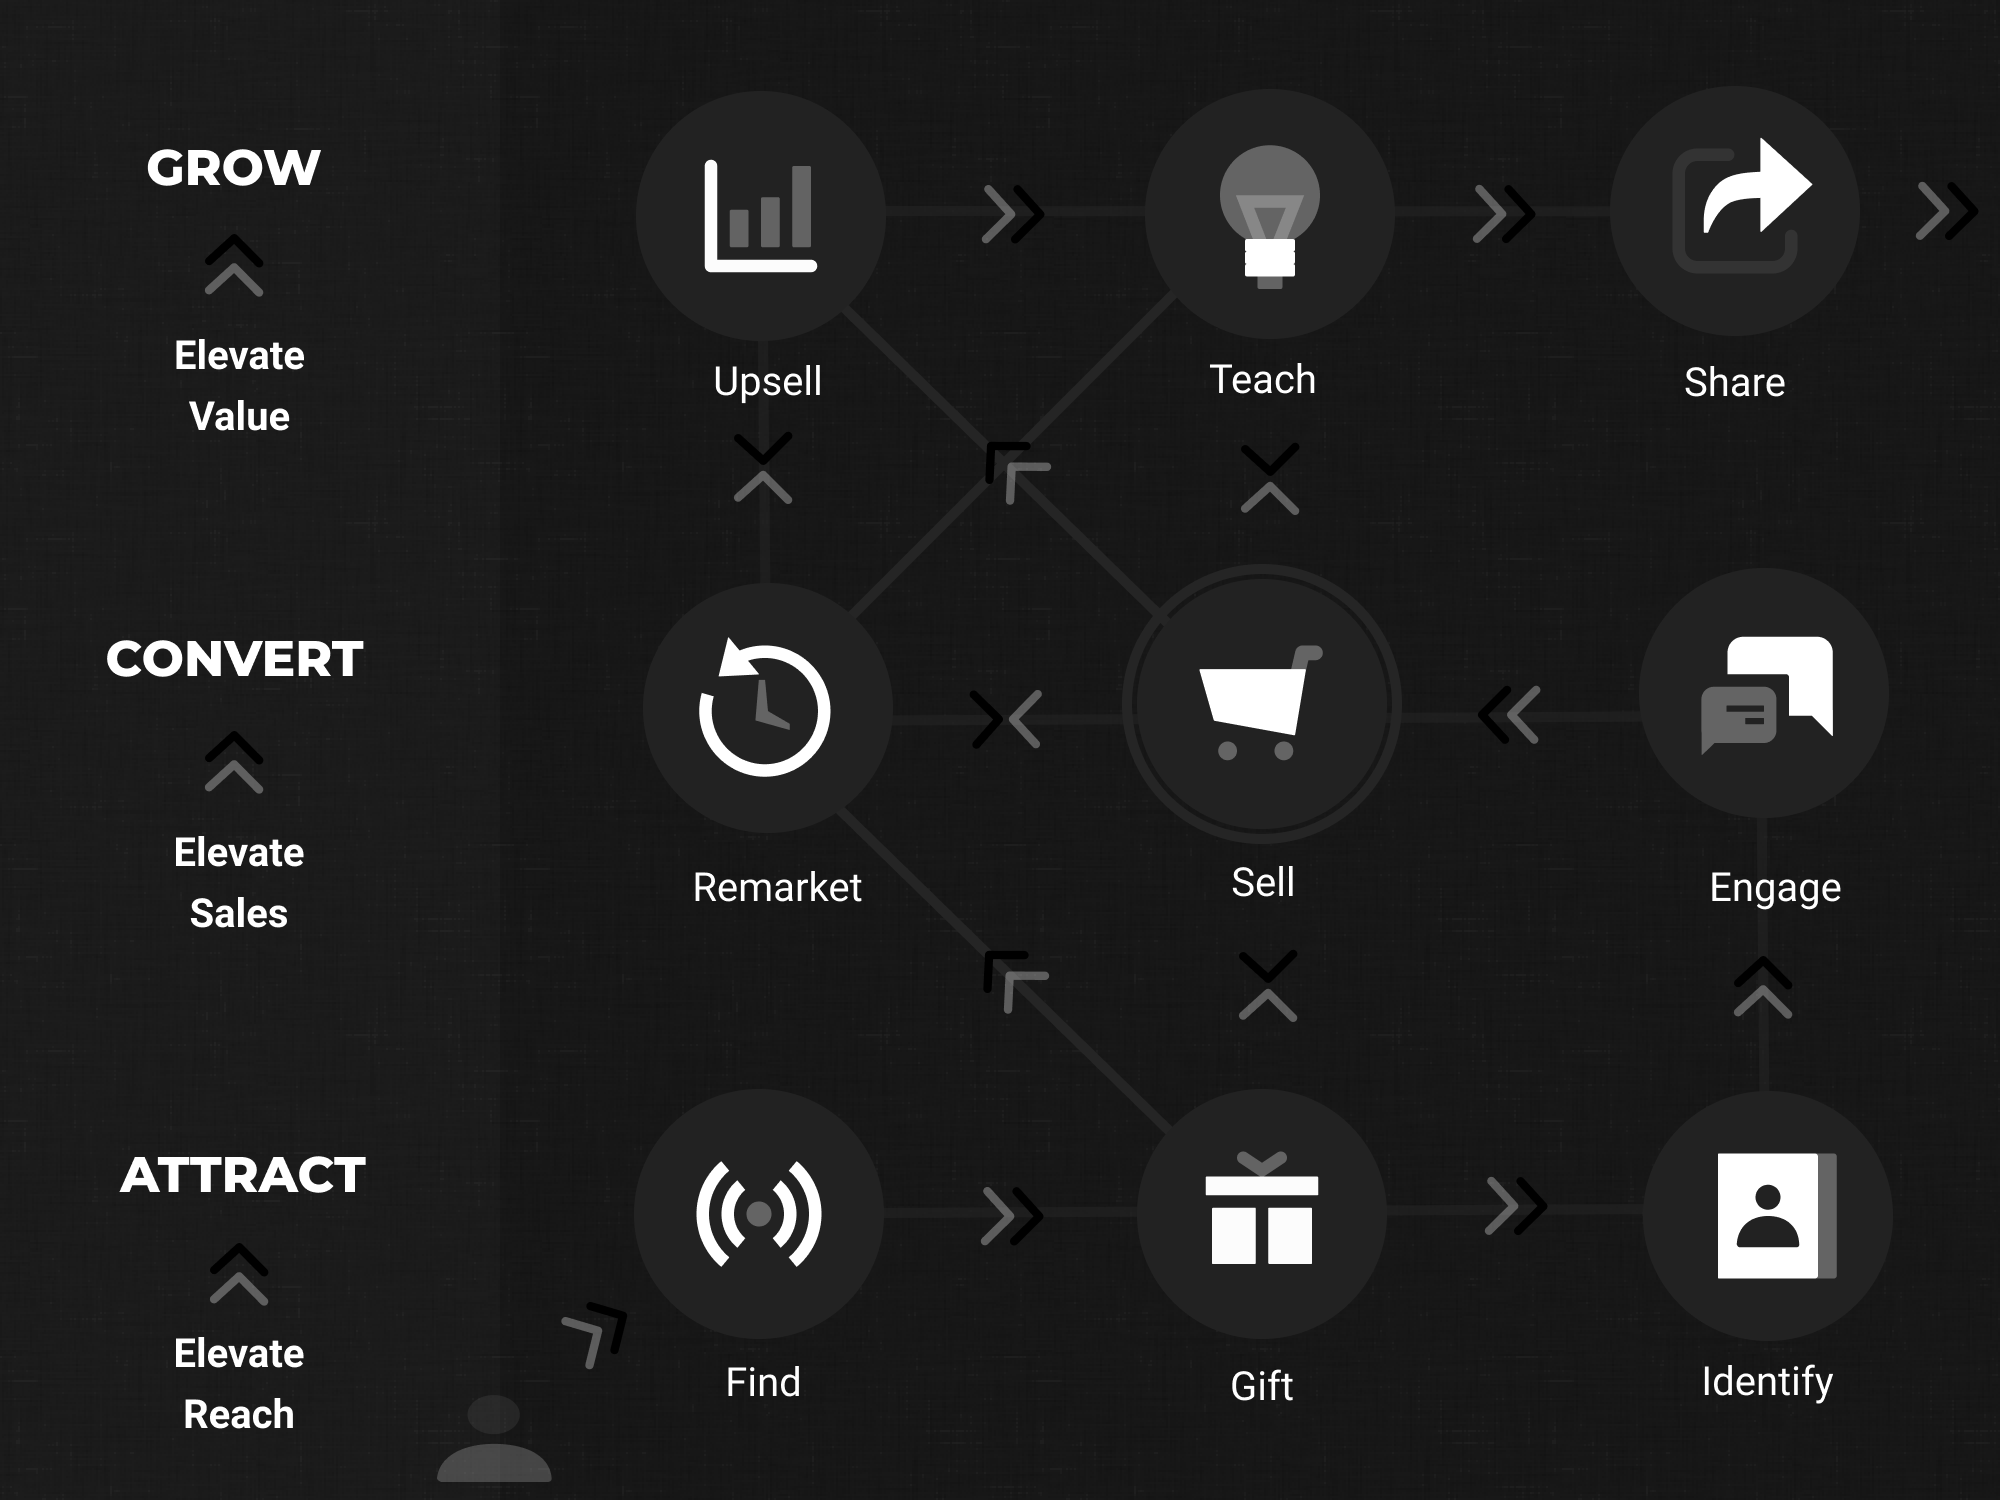 GROW
Elevate
Value
Upsell
Teach
Share
CONVERT
Elevate
Sales
Remarket
Sell
Engage
ATTRACT
Elevate
Reach
Find
Gift
Identify